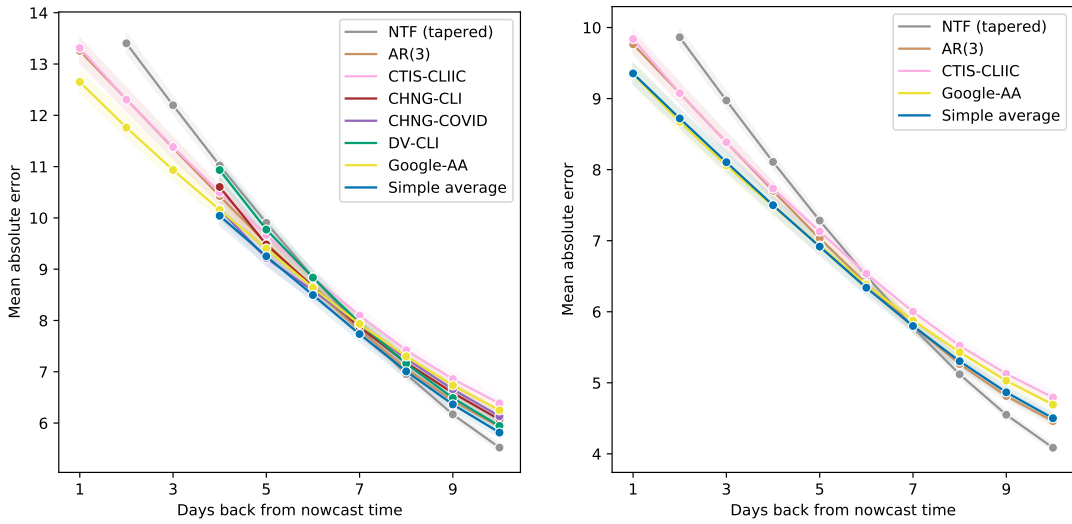 14
13
12
11
10
9
8
7
6
Mean absolute error
1
3
5
7
9
Days back from nowcast time
NTF (tapered)
AR(3)
CTIS-CLIIC
CHNG-CLI
CHNG-COVID
DV-CLI
Google-AA
Simple average
10
9
8
7
6
5
4
Mean absolute error
1
3
5
7
9
Days back from nowcast time
NTF (tapered)
AR(3)
CTIS-CLIIC
Google-AA
Simple average